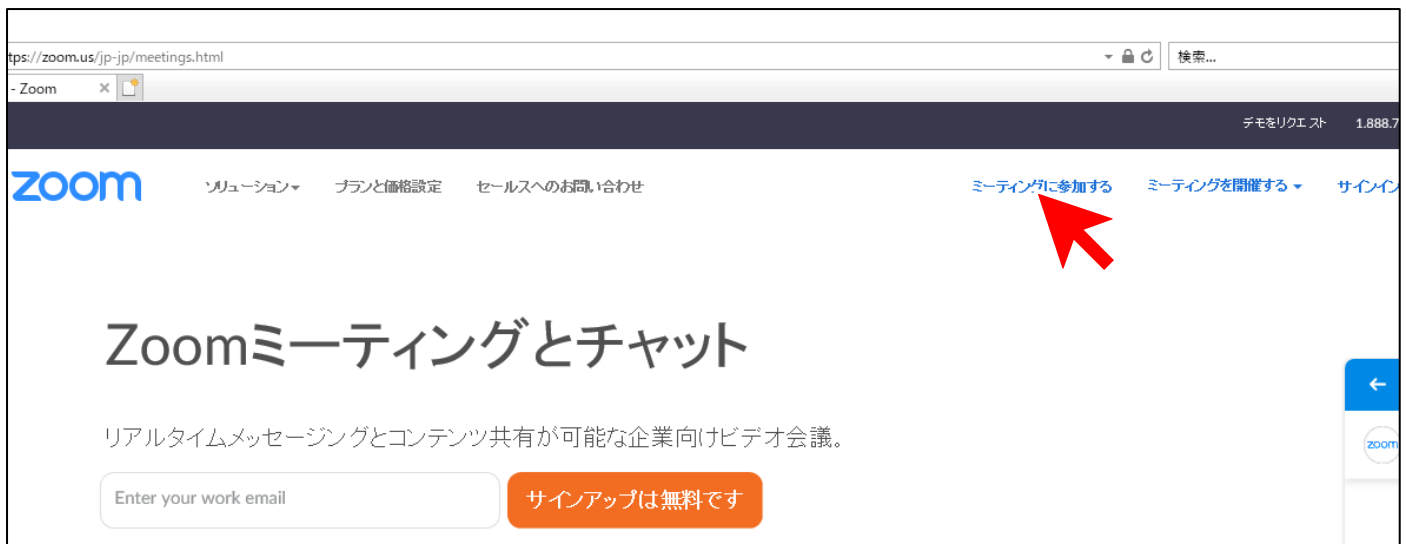 tps://zoom.us/jp-jp/meetings.html 検索...
- Zoom
デモをリクエスト 1.888.7
zoom ソリューション プランと価格設定 セールスへのお問い合わせ ミーティングに参加する ミーティングを開催する サインイン
Zoomミーティングとチャット
リアルタイムメッセージングとコンテンツ共有が可能な企業向けビデオ会議。
zoom
Enter your work email サインアップは無料です